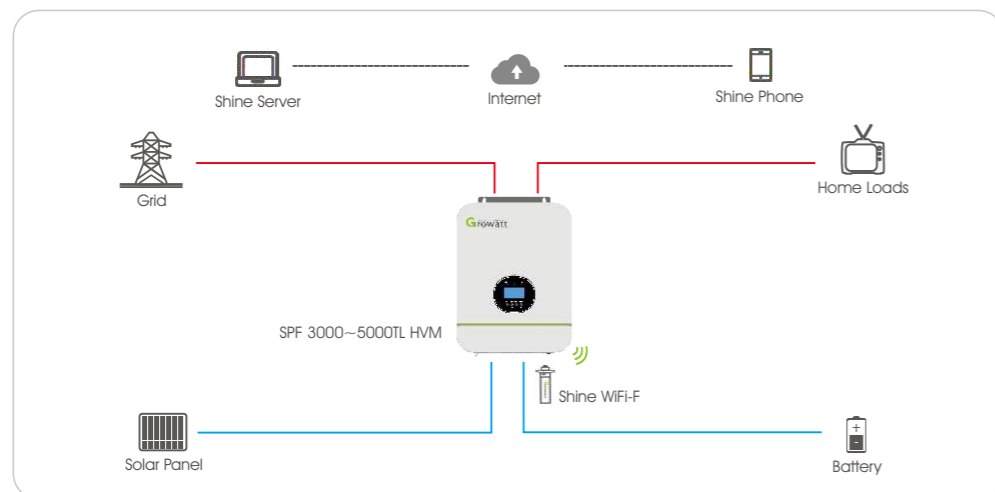 Shine Server
Internet
Shine Phone
Grid
Home Loads
Growatt
SPF 3000~5000TL HVM
Shine WiFi-F
Solar Panel
Battery